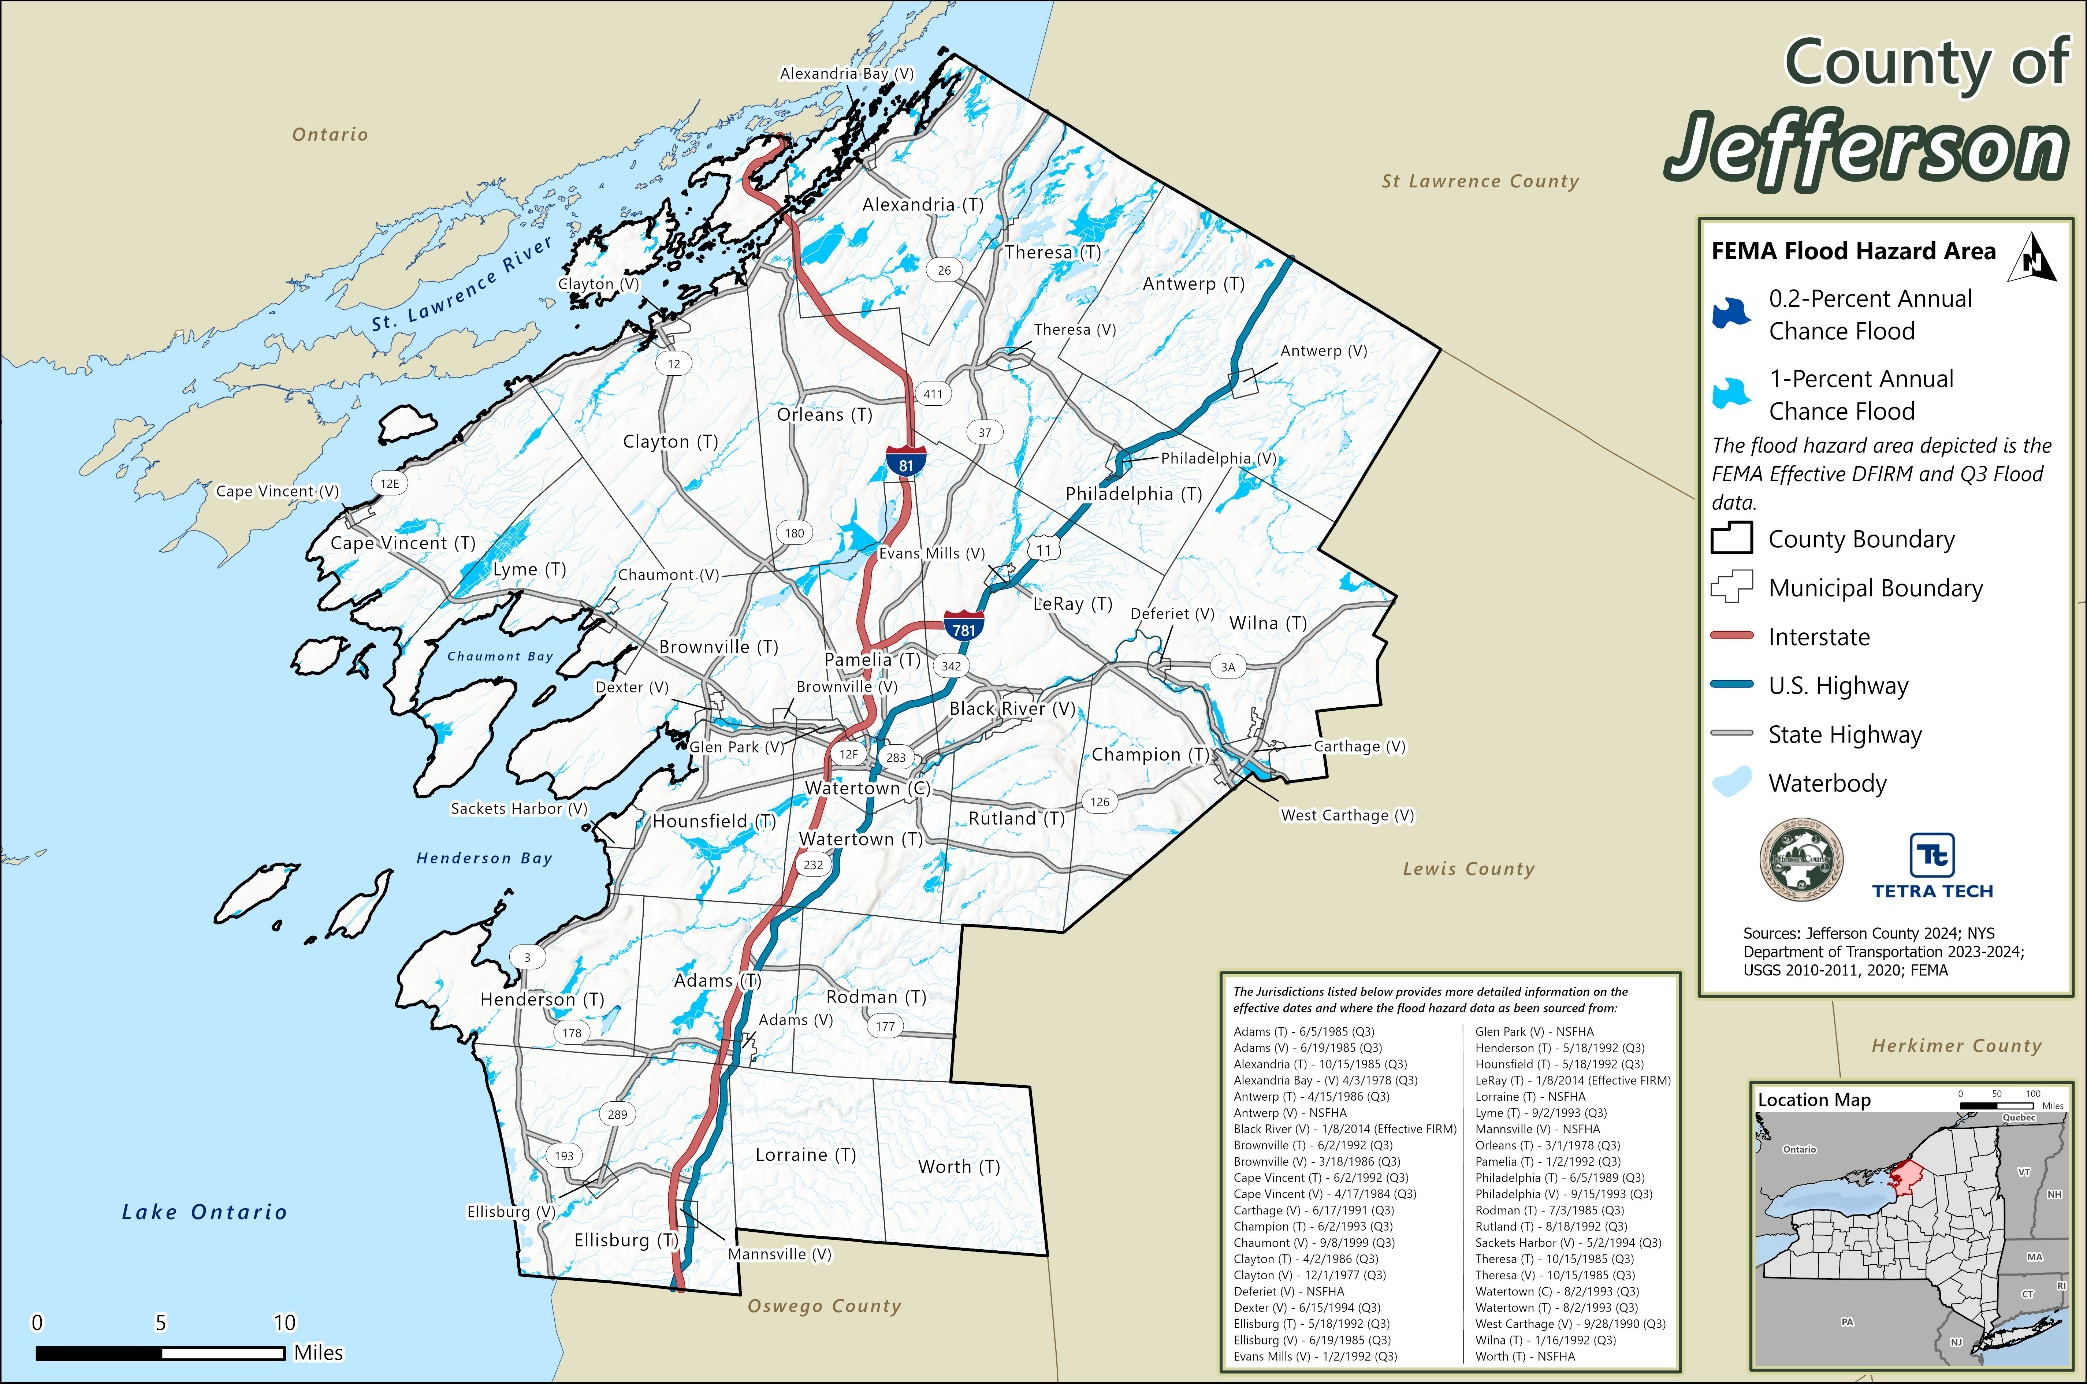 County of
Jefferson
Ontario
Alexandria Bay (V)
St Lawrence County
St. Lawrence River
Alexandria (T)
Theresa (T)
Antwerp (T)
26
Clayton (V)
Theresa (V)
Antwerp (V)
12
411
Orleans (T)
Clayton (T)
37
81
Philadelphia (V)
12E
Cape Vincent (V)
Philadelphia (T)
180
Cape Vincent (T)
11
Evans Mills (V)
Lyme (T)
Chaumont (V)
LeRay (T)
Deferiet (V)
Wilna (T)
781
Brownville (T)
Chaumont Bay
Pamelia (T)
342
3A
Dexter (V)
Brownville (V)
Black River (V)
Glen Park (V)
12F
283
Champion (T)
Carthage (V)
Watertown (C)
126
Sackets Harbor (V)
Hounsfield (T)
Rutland (T)
West Carthage (V)
Watertown (T)
Henderson Bay
232
Lewis County
3
Adams (T)
Henderson (T)
Rodman (T)
178
Adams (V)
177
Herkimer County
289
193
Lorraine (T)
Worth (T)
Lake Ontario
Ellisburg (V)
Ellisburg (T)
Mannsville (V)
Oswego County
0 5 10
Miles
FEMA Flood Hazard Area
N
0.2-Percent Annual
Chance Flood
1-Percent Annual
Chance Flood
The flood hazard area depicted is the
FEMA Effective DFIRM and Q3 Flood
data.
County Boundary
Municipal Boundary
Interstate
U.S. Highway
State Highway
Waterbody
Jefferson County
Tt
TETRA TECH
Sources: Jefferson County 2024; NYS
Department of Transportation 2023-2024;
USGS 2010-2011, 2020; FEMA
The Jurisdictions listed below provides more detailed information on the
effective dates and where the flood hazard data as been sourced from:
Adams (T) - 6/5/1985 (Q3)
Adams (V) - 6/19/1985 (Q3)
Alexandria (T) - 10/15/1985 (Q3)
Alexandria Bay - (V) 4/3/1978 (Q3)
Antwerp (T) - 4/15/1986 (Q3)
Antwerp (V) - NSFHA
Black River (V) - 1/8/2014 (Effective FIRM)
Brownville (T) - 6/2/1992 (Q3)
Brownville (V) - 3/18/1986 (Q3)
Cape Vincent (T) - 6/2/1992 (Q3)
Cape Vincent (V) - 4/17/1984 (Q3)
Carthage (V) - 6/17/1991 (Q3)
Champion (T) - 6/2/1993 (Q3)
Chaumont (V) - 9/8/1999 (Q3)
Clayton (T) - 4/2/1986 (Q3)
Clayton (V) - 12/1/1977 (Q3)
Deferiet (V) - NSFHA
Dexter (V) - 6/15/1994 (Q3)
Ellisburg (T) - 5/18/1992 (Q3)
Ellisburg (V) - 6/19/1985 (Q3)
Evans Mills (V) - 1/2/1992 (Q3)
Glen Park (V) - NSFHA
Henderson (T) - 5/18/1992 (Q3)
Hounsfield (T) - 5/18/1992 (Q3)
LeRay (T) - 1/8/2014 (Effective FIRM)
Lorraine (T) - NSFHA
Lyme (T) - 9/2/1993 (Q3)
Mannsville (V) - NSFHA
Orleans (T) - 3/1/1978 (Q3)
Pamelia (T) - 1/2/1992 (Q3)
Philadelphia (T) - 6/5/1989 (Q3)
Philadelphia (V) - 9/15/1993 (Q3)
Rodman (T) - 7/3/1985 (Q3)
Rutland (T) - 8/18/1992 (Q3)
Sackets Harbor (V) - 5/2/1994 (Q3)
Theresa (T) - 10/15/1985 (Q3)
Theresa (V) - 10/15/1985 (Q3)
Watertown (C) - 8/2/1993 (Q3)
Watertown (T) - 8/2/1993 (Q3)
West Carthage (V) - 9/28/1990 (Q3)
Wilna (T) - 1/16/1992 (Q3)
Worth (T) - NSFHA
Location Map
0 50 100
Miles
Quebec
Ontario
VT
NH
MA
CT
RI
PA
NJ